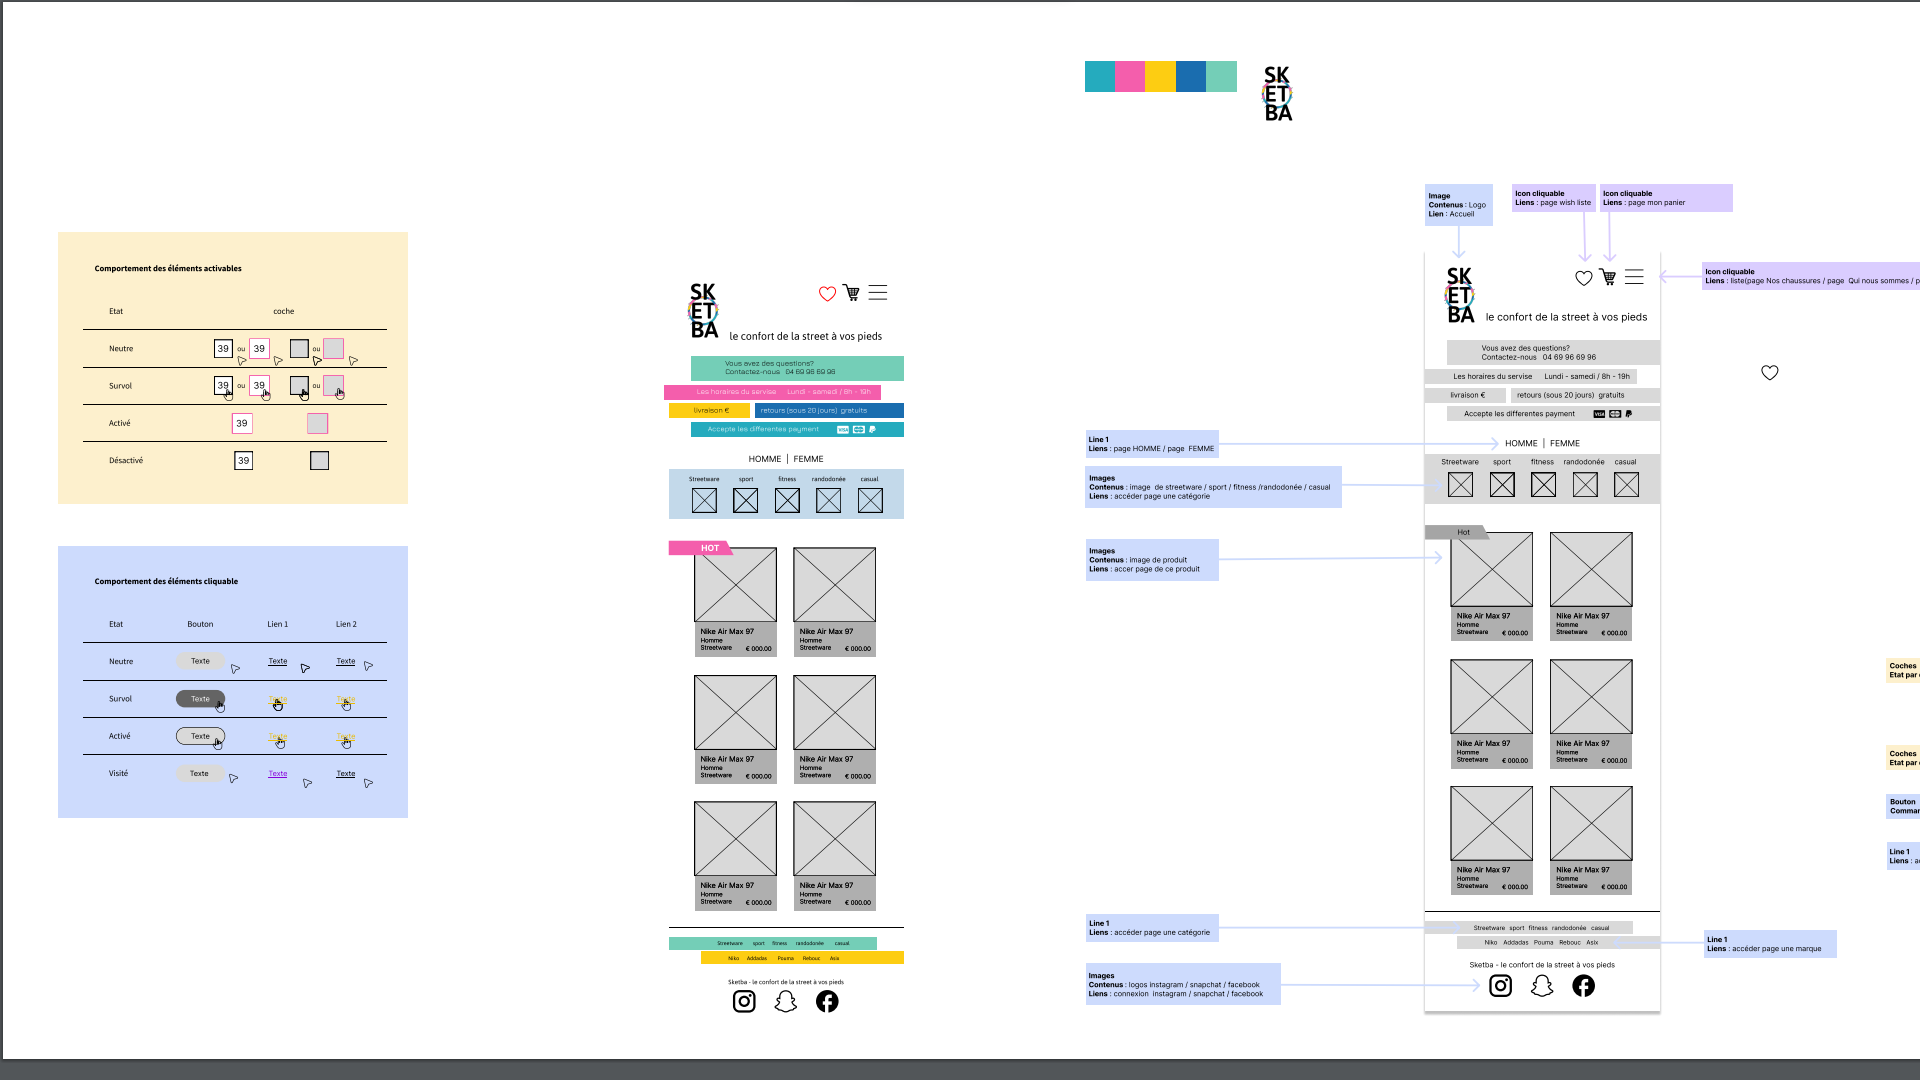 Comportement des éléments activables
Etat coche
Neutre 39 ou 39 ou
Survol 39 ou 39 ou
Activé 39
Désactivé 39
Comportement des éléments cliquable
Etat Bouton Lien 1 Lien 2
Neutre Texte Texte Texte
Survol Texte Texte Texte
Activé Texte Texte Texte
Visité Texte Texte Texte
SK
ET
BA
le confort de la street à vos pieds
Vous avez des questions?
Contactez-nous 04 69 96 69 96
Les horaires du servise Lundi - samedi / 8h - 19h
livraison € retours (sous 20 jours) gratuits
Accepte les differentes payment VISA
HOMME | FEMME
Streetware sport fitness randodonée casual
HOT
Nike Air Max 97
Homme
Streetware € 000.00
Nike Air Max 97
Homme
Streetware € 000.00
Nike Air Max 97
Homme
Streetware € 000.00
Nike Air Max 97
Homme
Streetware € 000.00
Nike Air Max 97
Homme
Streetware € 000.00
Nike Air Max 97
Homme
Streetware € 000.00
Streetware sport fitness randodonée casual
Niko Addadas Pouma Rebouc Asix
Sketba - le confort de la street à vos pieds
SK
ET
BA
Image
Contenus : Logo
Lien : Accueil
Icon cliquable
Liens : page wish liste
Icon cliquable
Liens : page mon panier
Icon cliquable
Liens : liste(page Nos chaussures / page Qui nous sommes / p
SK
ET
BA
le confort de la street à vos pieds
Vous avez des questions?
Contactez-nous 04 69 96 69 96
Les horaires du servise Lundi - samedi / 8h - 19h
livraison € retours (sous 20 jours) gratuits
Accepte les differentes payment VISA
Line 1
Liens : page HOMME / page FEMME
HOMME | FEMME
Images
Contenus : image de streetware / sport / fitness /randodonée / casual
Liens : accéder page une catégorie
Streetware sport fitness randodonée casual
Images
Contenus : image de produit
Liens : accer page de ce produit
Hot
Nike Air Max 97
Homme
Streetware € 000.00
Nike Air Max 97
Homme
Streetware € 000.00
Nike Air Max 97
Homme
Streetware € 000.00
Nike Air Max 97
Homme
Streetware € 000.00
Nike Air Max 97
Homme
Streetware € 000.00
Nike Air Max 97
Homme
Streetware € 000.00
Line 1
Liens : accéder page une catégorie
Streetware sport fitness randodonée casual
Niko Addadas Pouma Rebouc Asix
Line 1
Liens : accéder page une marque
Sketba - le confort de la street à vos pieds
Images
Contenus : logos instagram / snapchat / facebook
Liens : connexion instagram / snapchat / facebook
Coches
Etat par
Coches
Etat par
Bouton
Comman
Line 1
Liens : a